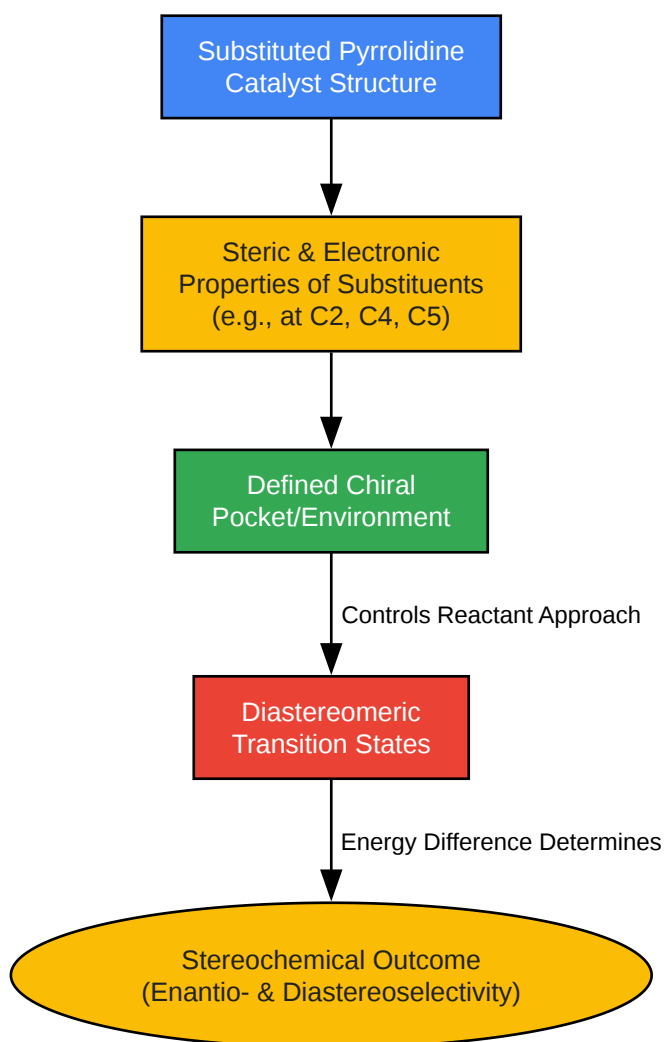 Substituted Pyrrolidine
Catalyst Structure
Steric & Electronic
Properties of Substituents
(e.g., at C2, C4, C5)
Defined Chiral
Pocket/Environment
Controls Reactant Approach
Diastereomeric
Transition States
Energy Difference Determines
Stereochemical Outcome
(Enantio- & Diastereoselectivity)